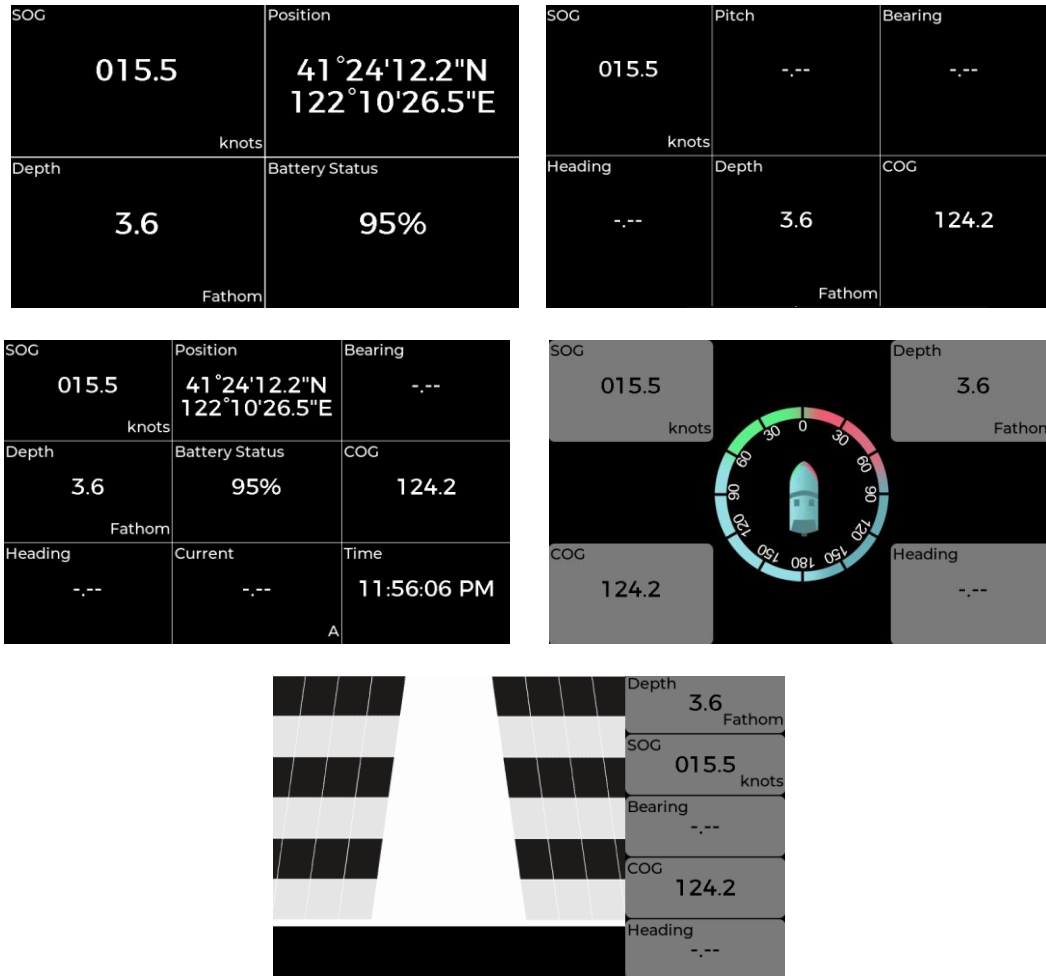 SOG
015.5
knots
Position
41°24'12.2"N
122°10'26.5"E
Depth
3.6
Fathom
Battery Status
95%
SOG
015.5
knots
Pitch
-.--
Bearing
-.--
Heading
-.--
Depth
3.6
Fathom
COG
124.2
SOG
015.5
knots
Position
41°24'12.2"N
122°10'26.5"E
Bearing
-.--
Depth
3.6
Fathom
Battery Status
95%
COG
124.2
Heading
-.--
Current
-.--
A
Time
11:56:06 PM
SOG
015.5
knots
Depth
3.6
Fathom
0
30
60
90
120
150
180
150
120
90
60
30
COG
124.2
Heading
-.--
Depth
3.6
Fathom
SOG
015.5
knots
Bearing
-.--
COG
124.2
Heading
-.--